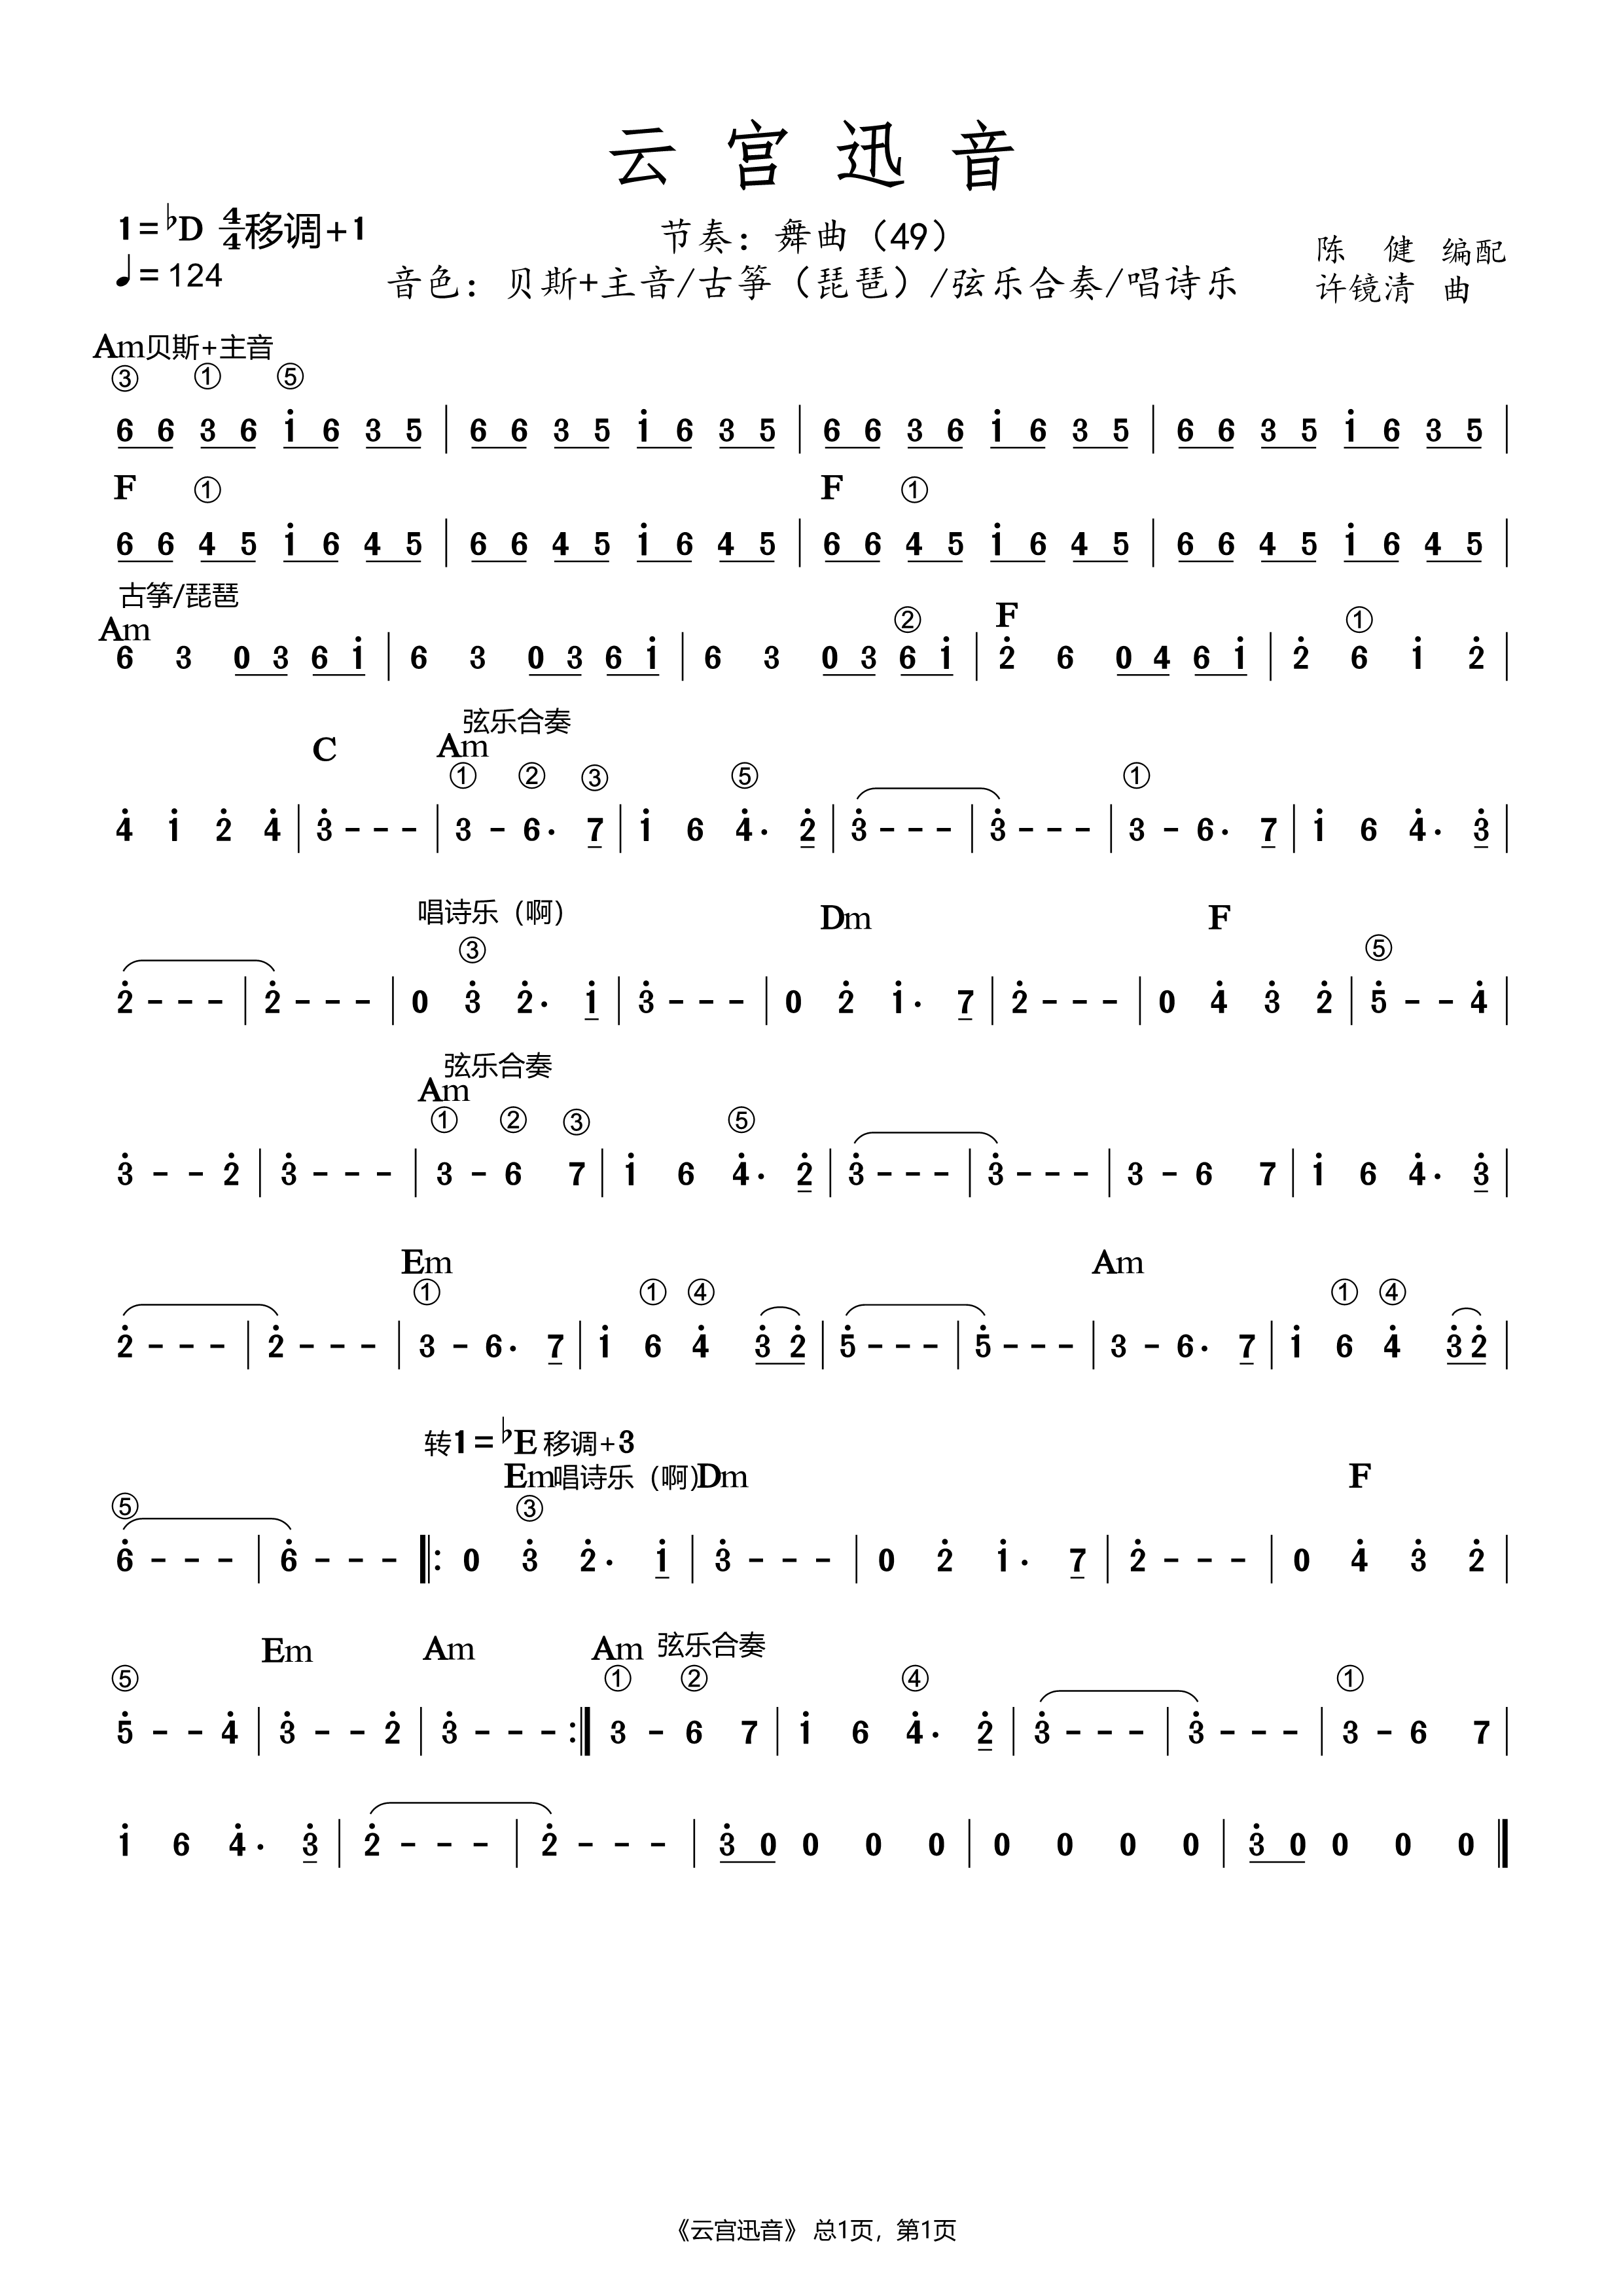 云宫迅音
1=♭D 4/4 移调+1
节奏：舞曲（49）
陈 健 编配
♩=124
音色：贝斯+主音/古筝（琵琶）/弦乐合奏/唱诗乐
许镜清 曲
Am贝斯+主音
③ ① ⑤
6 6 3 6 i 6 3 5 | 6 6 3 5 i 6 3 5 | 6 6 3 6 i 6 3 5 | 6 6 3 5 i 6 3 5 |
F ① F ①
6 6 4 5 i 6 4 5 | 6 6 4 5 i 6 4 5 | 6 6 4 5 i 6 4 5 | 6 6 4 5 i 6 4 5 |
古筝/琵琶
Am ② F ①
6 3 0 3 6 i | 6 3 0 3 6 i | 6 3 0 3 6 i | 2̇ 6 0 4 6 i | 2̇ 6 i 2̇ |
弦乐合奏
C Am
① ② ③ ⑤ ①
4̇ i 2̇ 4̇ | 3̇ - - - | 3 - 6. 7 | i 6 4̇. 2̇ | 3̇ - - - | 3̇ - - - | 3 - 6. 7 | i 6 4̇. 3̇ |
唱诗乐（啊） Dm F
③ ⑤
2̇ - - - | 2̇ - - - | 0 3̇ 2̇. i | 3̇ - - - | 0 2̇ i. 7 | 2̇ - - - | 0 4̇ 3̇ 2̇ | 5̇ - - 4̇ |
弦乐合奏
Am
① ② ③ ⑤
3̇ - - 2̇ | 3̇ - - - | 3 - 6 7 | i 6 4̇. 2̇ | 3̇ - - - | 3̇ - - - | 3 - 6 7 | i 6 4̇. 3̇ |
Em Am
① ① ④ ① ④
2̇ - - - | 2̇ - - - | 3 - 6. 7 | i 6 4̇ 3̇ 2̇ | 5̇ - - - | 5̇ - - - | 3 - 6. 7 | i 6 4̇ 3̇ 2̇ |
转1=♭E 移调+3
Em唱诗乐（啊）Dm F
⑤ ③
6̇ - - - | 6̇ - - - ‖: 0 3̇ 2̇. i | 3̇ - - - | 0 2̇ i. 7 | 2̇ - - - | 0 4̇ 3̇ 2̇ |
Em Am Am 弦乐合奏
⑤ ① ② ④ ①
5̇ - - 4̇ | 3̇ - - 2̇ | 3̇ - - - :‖ 3 - 6 7 | i 6 4̇. 2̇ | 3̇ - - - | 3̇ - - - | 3 - 6 7 |
i 6 4̇. 3̇ | 2̇ - - - | 2̇ - - - | 3̇ 0 0 0 0 | 0 0 0 0 | 3̇ 0 0 0 0 ‖
《云宫迅音》 总1页，第1页